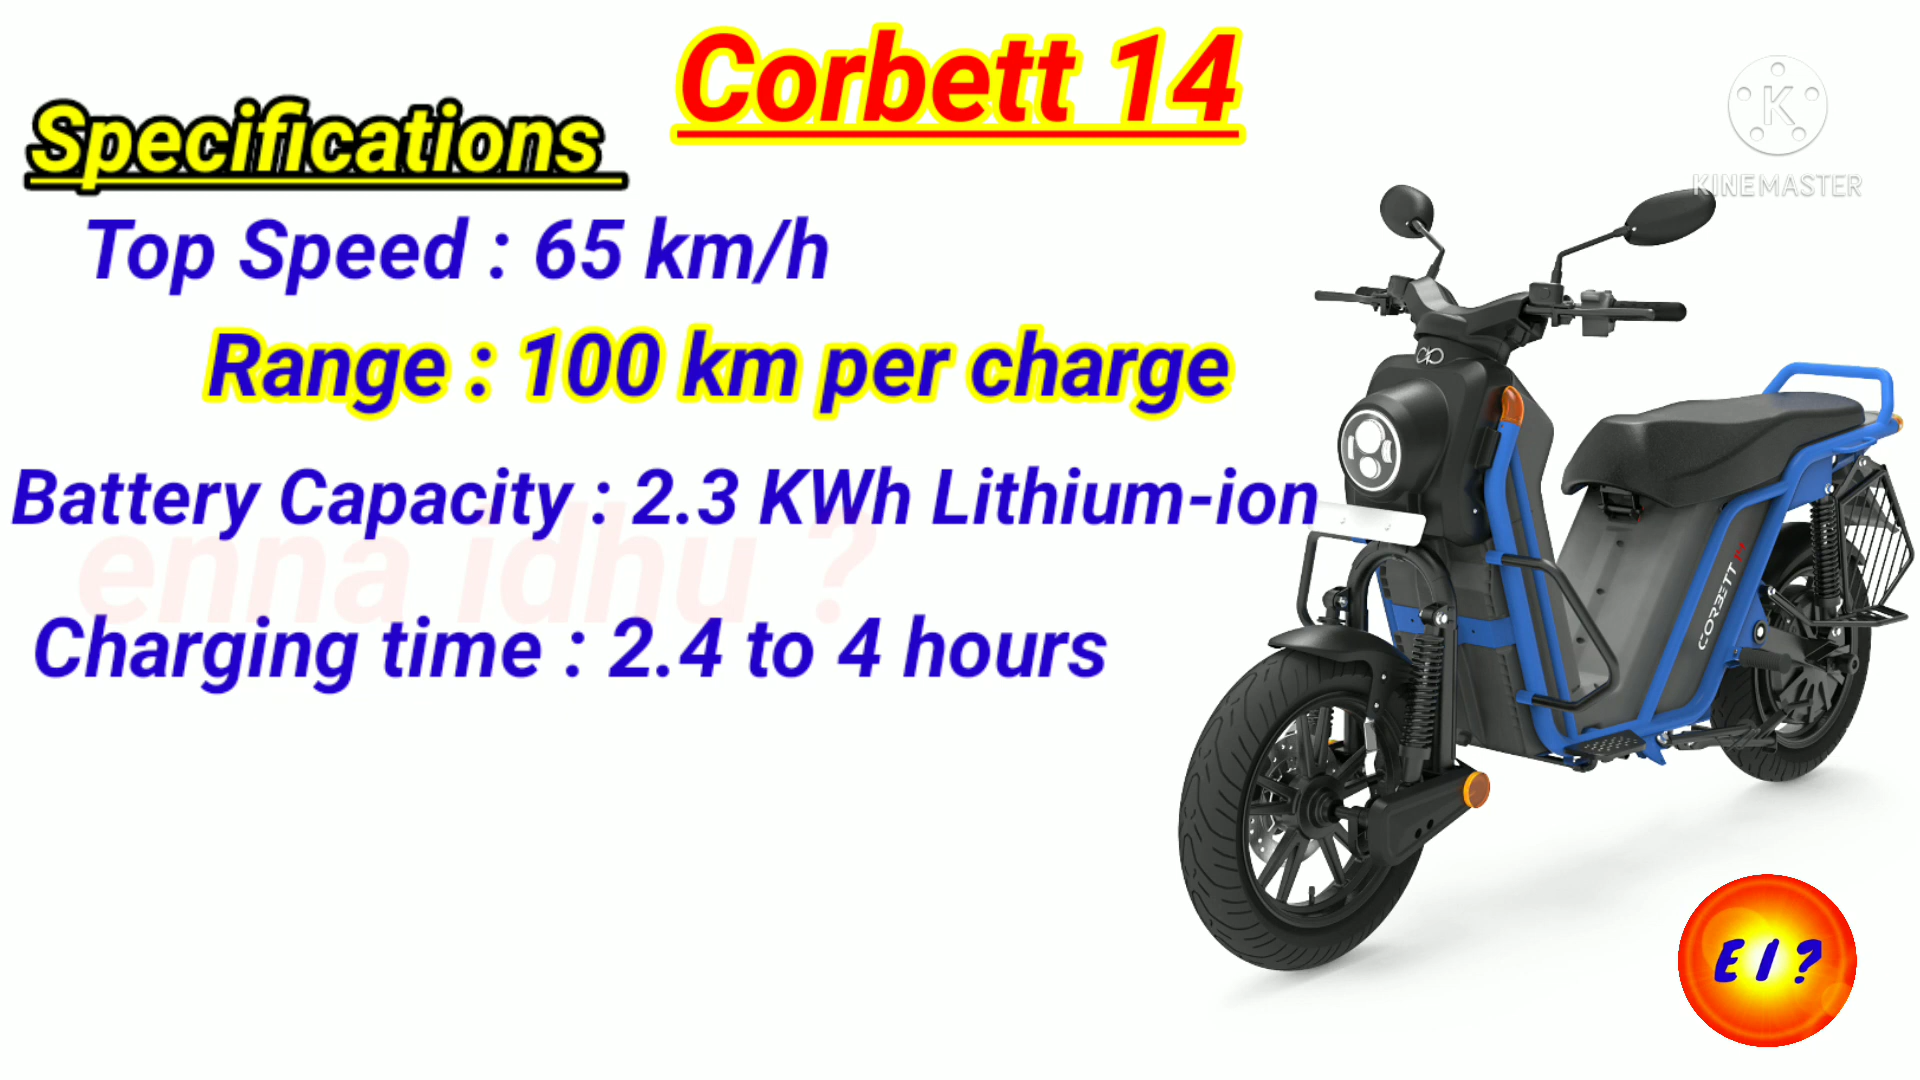 Corbett 14
Specifications
KINEMASTER
K
Top Speed : 65 km/h
Range : 100 km per charge
Battery Capacity : 2.3 KWh Lithium-ion
enna idhu ?
Charging time : 2.4 to 4 hours
CORBETT 14
E I ?